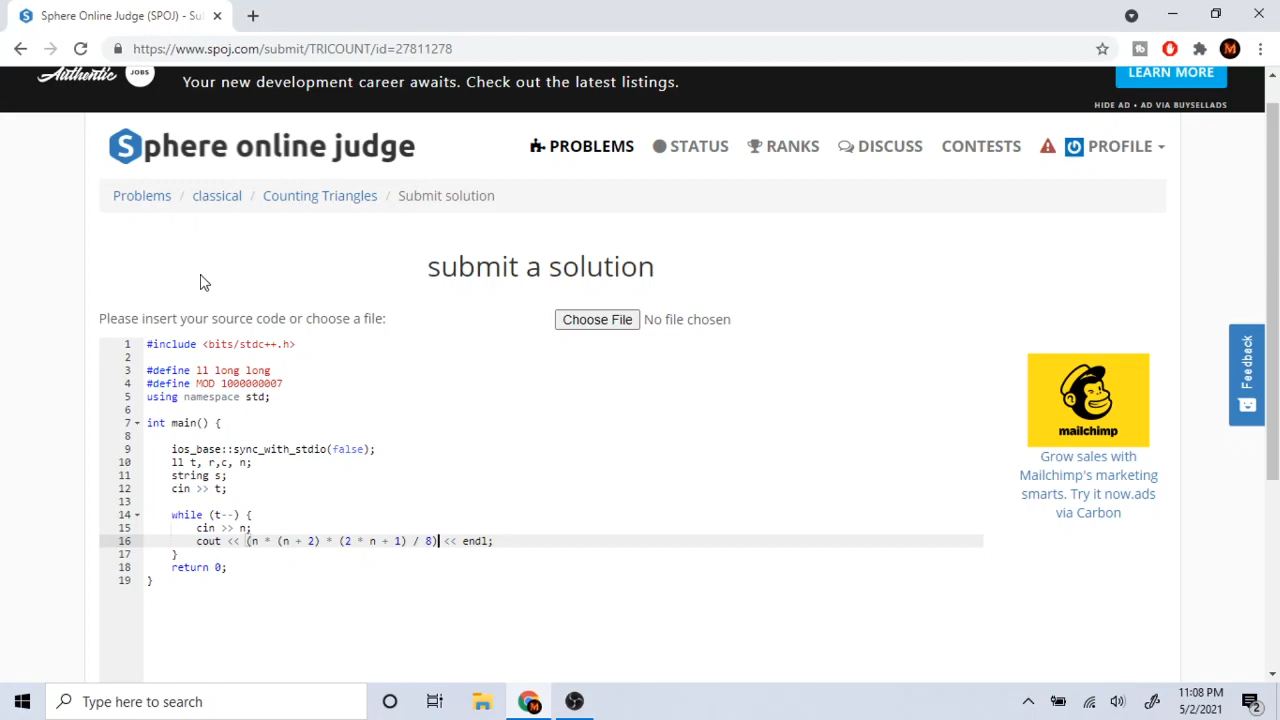 Sphere Online Judge (SPOJ) - Su
https://www.spoj.com/submit/TRICOUNT/id=27811278
Authentic JOBS
Your new development career awaits. Check out the latest listings.
LEARN MORE
HIDE AD • AD VIA BUYSELLADS
Sphere online judge
PROBLEMS
STATUS
RANKS
DISCUSS
CONTESTS
PROFILE
Problems / classical / Counting Triangles / Submit solution
submit a solution
Please insert your source code or choose a file:
Choose File No file chosen
1 #include <bits/stdc++.h>
2
3 #define ll long long
4 #define MOD 1000000007
5 using namespace std;
6
7 int main() {
8
9 ios_base::sync_with_stdio(false);
10 ll t, r,c, n;
11 string s;
12 cin >> t;
13
14 while (t--) {
15 cin >> n;
16 cout << (n * (n + 2) * (2 * n + 1) / 8) << endl;
17 }
18 return 0;
19 }
Feedback
mailchimp
Grow sales with
Mailchimp's marketing
smarts. Try it now.ads
via Carbon
Type here to search
11:08 PM
5/2/2021
2